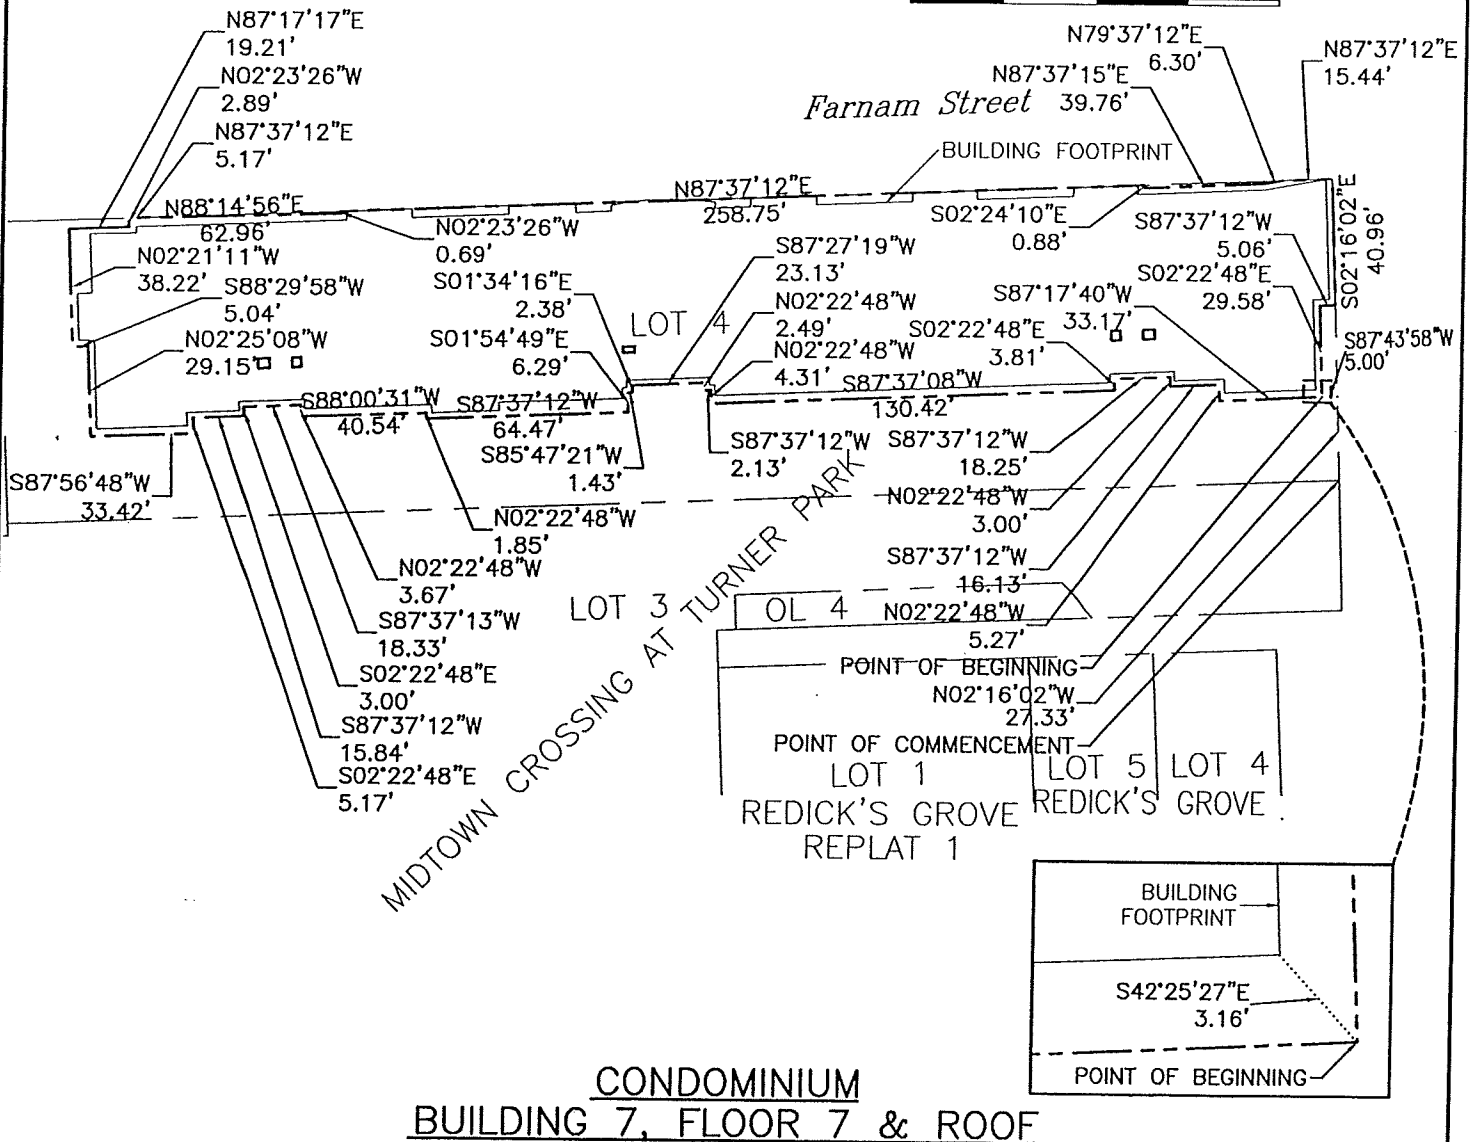 N87°17'17"E
19.21'
N02°23'26"W
2.89'
N87°37'12"E
5.17'
N79°37'12"E
6.30'
N87°37'12"E
15.44'
N87°37'15"E
39.76'
Farnam Street
BUILDING FOOTPRINT
N88°14'56"E
62.96'
N02°23'26"W
0.69'
N87°37'12"E
258.75'
S02°24'10"E
0.88'
S87°37'12"W
5.06'
S02°16'02"E
40.96'
N02°21'11"W
38.22'
S88°29'58"W
5.04'
N02°25'08"W
29.15'
S01°34'16"E
2.38'
S01°54'49"E
6.29'
LOT 4
S87°27'19"W
23.13'
N02°22'48"W
2.49'
N02°22'48"W
4.31'
S02°22'48"E
3.81'
S87°17'40"W
33.17'
S02°22'48"E
29.58'
S87°43'58"W
5.00'
S88°00'31"W
40.54'
S87°37'12"W
64.47'
S85°47'21"W
1.43'
S87°37'08"W
130.42'
S87°37'12"W
2.13'
S87°37'12"W
18.25'
N02°22'48"W
3.00'
S87°37'12"W
16.13'
N02°22'48"W
5.27'
S87°56'48"W
33.42'
N02°22'48"W
1.85'
N02°22'48"W
3.67'
S87°37'13"W
18.33'
S02°22'48"E
3.00'
S87°37'12"W
15.84'
S02°22'48"E
5.17'
MIDTOWN CROSSING AT TURNER PARK
LOT 3
OL 4
POINT OF BEGINNING
N02°16'02"W
27.33'
POINT OF COMMENCEMENT
LOT 1
REDICK'S GROVE
REPLAT 1
LOT 5 LOT 4
REDICK'S GROVE
BUILDING
FOOTPRINT
S42°25'27"E
3.16'
POINT OF BEGINNING
CONDOMINIUM
BUILDING 7, FLOOR 7 & ROOF